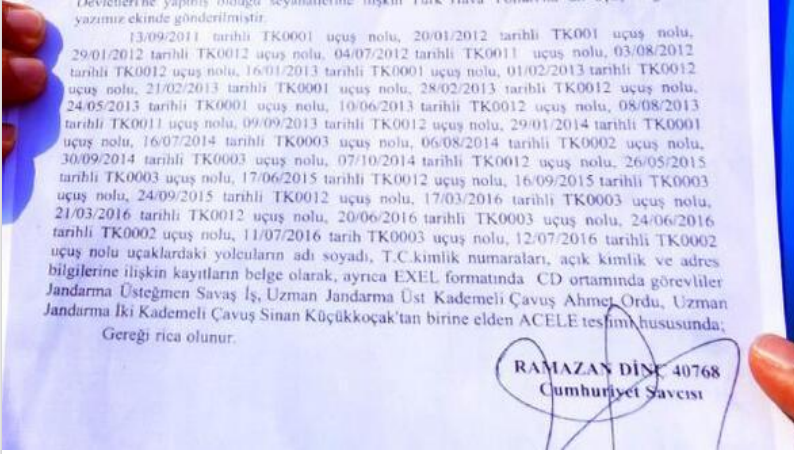 Devletleri'ne yapmış olduğu seyahatlerine ilişkin Türk Hava
yazımız ekinde gönderilmiştir.
13/09/2011 tarihli TK0001 uçuş nolu, 20/01/2012 tarihli TK001 uçuş nolu,
29/01/2012 tarihli TK0012 uçuş nolu, 04/07/2012 tarihli TK0011 uçuş nolu, 03/08/2012
tarihli TK0012 uçuş nolu, 16/01/2013 tarihli TK0001 uçuş nolu, 01/02/2013 tarihli TK0012
uçuş nolu, 21/02/2013 tarihli TK0001 uçuş nolu, 28/02/2013 tarihli TK0012 uçuş nolu,
24/05/2013 tarihli TK0001 uçuş nolu, 10/06/2013 tarihli TK0012 uçuş nolu, 08/08/2013
tarihli TK0011 uçuş nolu, 09/09/2013 tarihli TK0012 uçuş nolu, 29/01/2014 tarihli TK0001
uçuş nolu, 16/07/2014 tarihli TK0003 uçuş nolu, 06/08/2014 tarihli TK0002 uçuş nolu,
30/09/2014 tarihli TK0003 uçuş nolu, 07/10/2014 tarihli TK0012 uçuş nolu, 26/05/2015
tarihli TK0003 uçuş nolu, 17/06/2015 tarihli TK0012 uçuş nolu, 16/09/2015 tarihli TK0003
uçuş nolu, 24/09/2015 tarihli TK0012 uçuş nolu, 17/03/2016 tarihli TK0003 uçuş nolu,
21/03/2016 tarihli TK0012 uçuş nolu, 20/06/2016 tarihli TK0003 uçuş nolu, 24/06/2016
tarihli TK0002 uçuş nolu, 11/07/2016 tarih TK0003 uçuş nolu, 12/07/2016 tarihli TK0002
uçuş nolu uçaklardaki yolcuların adı soyadı, T.C.kimlik numaraları, açık kimlik ve adres
bilgilerine ilişkin kayıtların belge olarak, ayrıca EXEL formatında CD ortamında görevliler
Jandarma Üsteğmen Savaş İş, Uzman Jandarma Üst Kademeli Çavuş Ahmet Ordu, Uzman
Jandarma İki Kademeli Çavuş Sinan Küçükkoçak'tan birine elden ACELE teslimi hususunda;
Gereği rica olunur.
RAMAZAN DİNÇ 40768
Cumhuriyet Savcısı